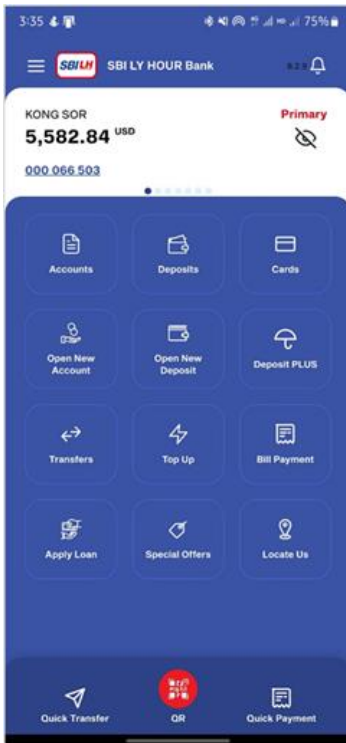 3:35 75%
SBI LH SBI LY HOUR Bank
KONG SOR Primary
5,582.84 USD
000 066 503
Accounts Deposits Cards
Open New Account Open New Deposit Deposit PLUS
Transfers Top Up Bill Payment
Apply Loan Special Offers Locate Us
Quick Transfer QR Quick Payment